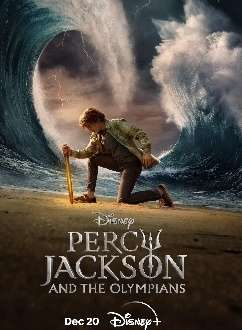 Disney
PERCY
JACKSON
AND THE OLYMPIANS
Dec 20 Disney+